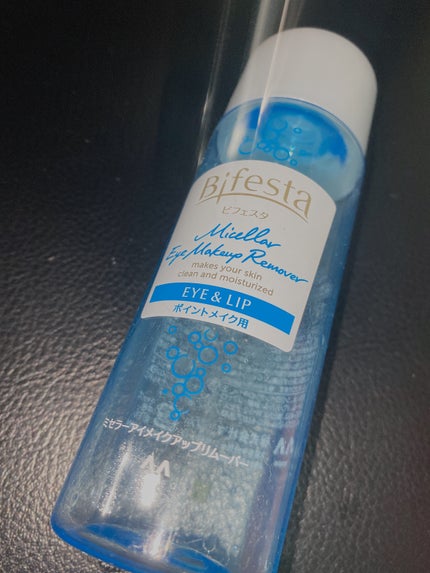 Bifesta
ビフェスタ
Micellar
Eye Makeup Remover
makes your skin
clean and moisturized
EYE & LIP
ポイントメイク用
ミセラーアイメイクアップリムーバー